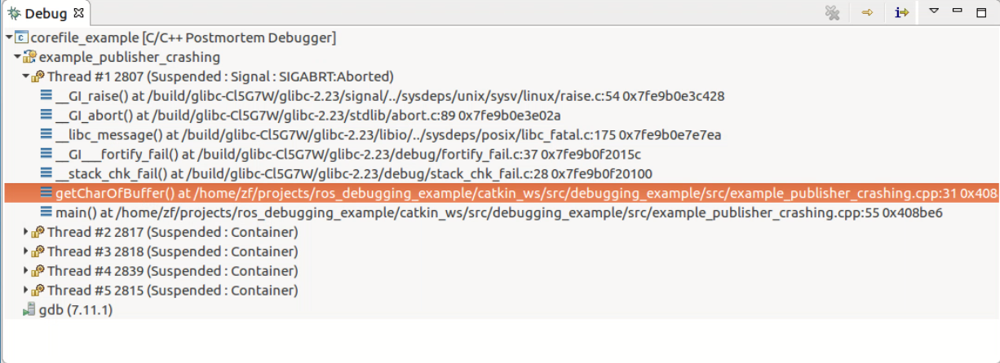 Debug
corefile_example [C/C++ Postmortem Debugger]
example_publisher_crashing
Thread #1 2807 (Suspended : Signal : SIGABRT:Aborted)
__GI_raise() at /build/glibc-Cl5G7W/glibc-2.23/signal/../sysdeps/unix/sysv/linux/raise.c:54 0x7fe9b0e3c428
__GI_abort() at /build/glibc-Cl5G7W/glibc-2.23/stdlib/abort.c:89 0x7fe9b0e3e02a
__libc_message() at /build/glibc-Cl5G7W/glibc-2.23/libio/../sysdeps/posix/libc_fatal.c:175 0x7fe9b0e7e7ea
__GI___fortify_fail() at /build/glibc-Cl5G7W/glibc-2.23/debug/fortify_fail.c:37 0x7fe9b0f2015c
__stack_chk_fail() at /build/glibc-Cl5G7W/glibc-2.23/debug/stack_chk_fail.c:28 0x7fe9b0f20100
getCharOfBuffer() at /home/zf/projects/ros_debugging_example/catkin_ws/src/debugging_example/src/example_publisher_crashing.cpp:31 0x408
main() at /home/zf/projects/ros_debugging_example/catkin_ws/src/debugging_example/src/example_publisher_crashing.cpp:55 0x408be6
Thread #2 2817 (Suspended : Container)
Thread #3 2818 (Suspended : Container)
Thread #4 2839 (Suspended : Container)
Thread #5 2815 (Suspended : Container)
gdb (7.11.1)